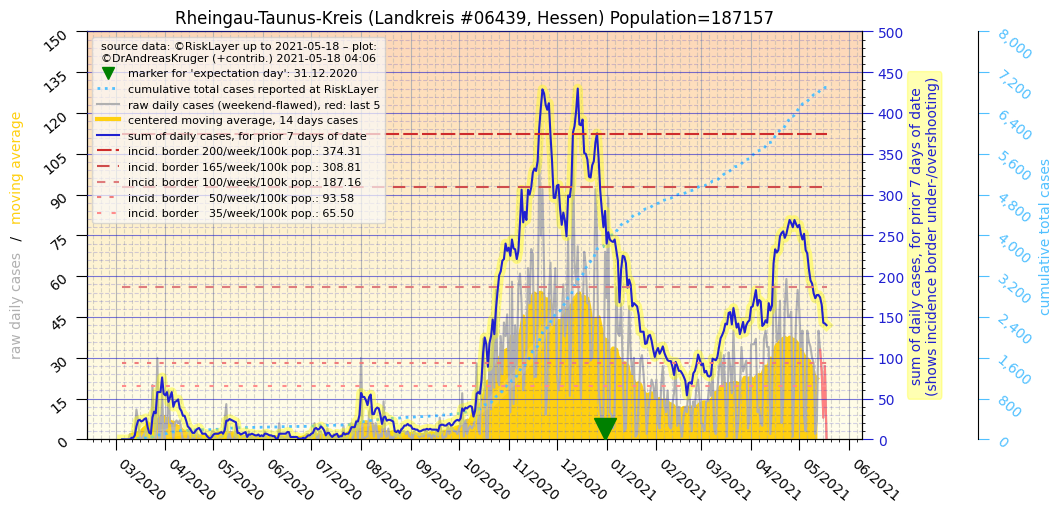 Rheingau-Taunus-Kreis (Landkreis #06439, Hessen) Population=187157
source data: ©RiskLayer up to 2021-05-18 – plot:
©DrAndreasKruger (+contrib.) 2021-05-18 04:06
marker for 'expectation day': 31.12.2020
cumulative total cases reported at RiskLayer
raw daily cases (weekend-flawed), red: last 5
centered moving average, 14 days cases
sum of daily cases, for prior 7 days of date
incid. border 200/week/100k pop.: 374.31
incid. border 165/week/100k pop.: 308.81
incid. border 100/week/100k pop.: 187.16
incid. border   50/week/100k pop.: 93.58
incid. border   35/week/100k pop.: 65.50
raw daily cases / moving average
150
135
120
105
90
75
60
45
30
15
0
03/2020
04/2020
05/2020
06/2020
07/2020
08/2020
09/2020
10/2020
11/2020
12/2020
01/2021
02/2021
03/2021
04/2021
05/2021
06/2021
500
450
400
350
300
250
200
150
100
50
0
sum of daily cases, for prior 7 days of date
(shows incidence border under-/overshooting)
8,000
7,200
6,400
5,600
4,800
4,000
3,200
2,400
1,600
800
0
cumulative total cases